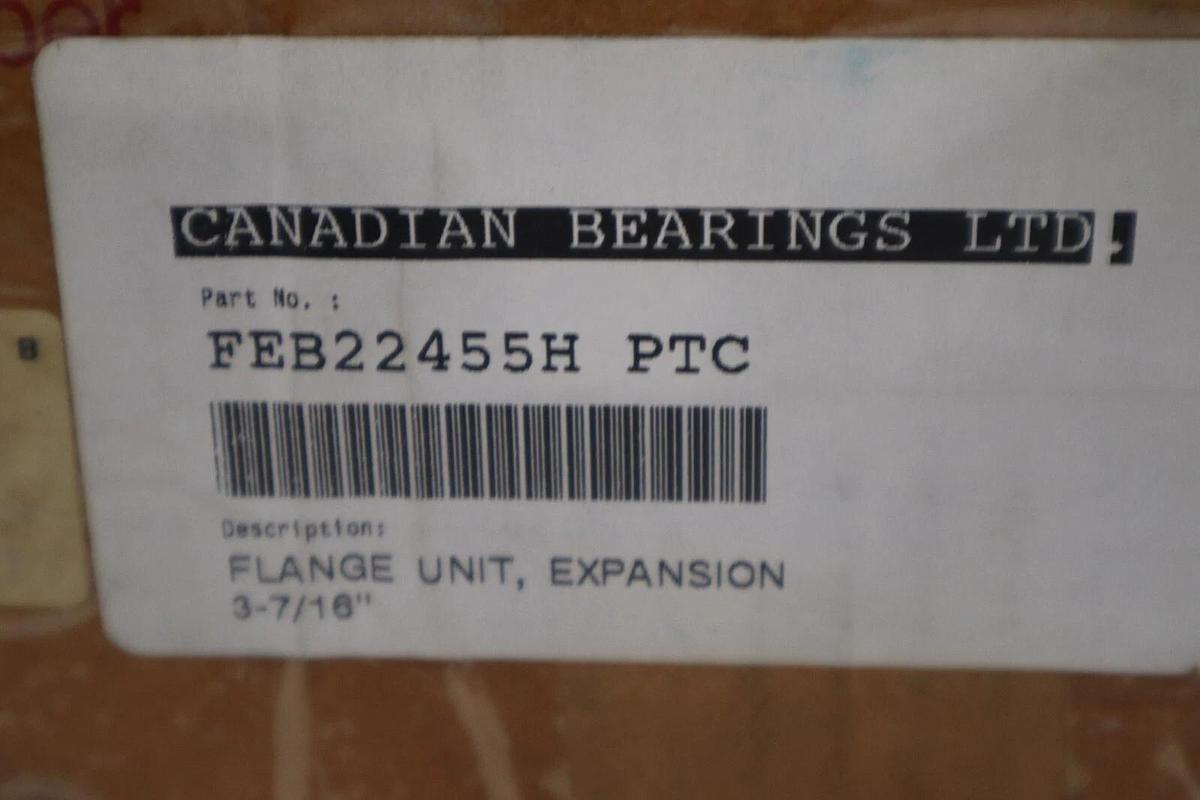 CANADIAN BEARINGS LTD.
Part No. :
FEB22455H PTC
Description:
FLANGE UNIT, EXPANSION
3-7/16"
B